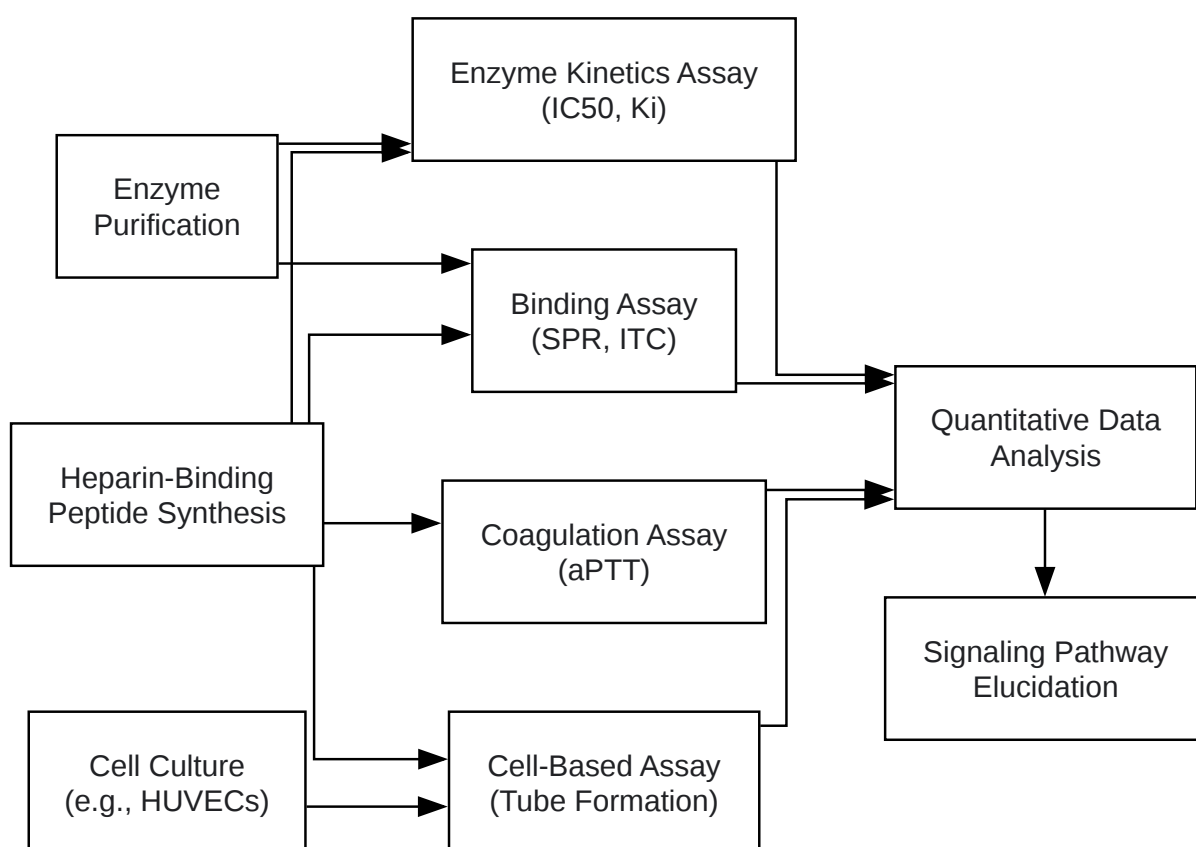 Enzyme Kinetics Assay
(IC50, Ki)
Enzyme
Purification
Binding Assay
(SPR, ITC)
Quantitative Data
Analysis
Heparin-Binding
Peptide Synthesis
Coagulation Assay
(aPTT)
Signaling Pathway
Elucidation
Cell Culture
(e.g., HUVECs)
Cell-Based Assay
(Tube Formation)